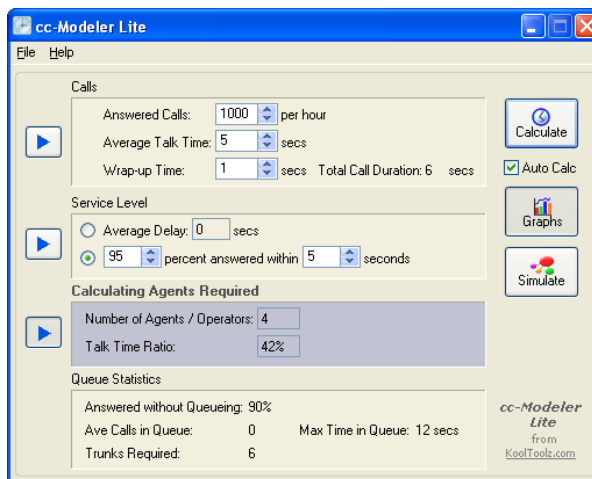 cc-Modeler Lite
File Help
Calls
Answered Calls: 1000 per hour
Average Talk Time: 5 secs
Wrap-up Time: 1 secs Total Call Duration: 6 secs
Calculate
Auto Calc
Graphs
Simulate
Service Level
Average Delay: 0 secs
95 percent answered within 5 seconds
Calculating Agents Required
Number of Agents / Operators: 4
Talk Time Ratio: 42%
Queue Statistics
Answered without Queueing: 90%
Ave Calls in Queue: 0 Max Time in Queue: 12 secs
Trunks Required: 6
cc-Modeler
Lite
from
KoolToolz.com